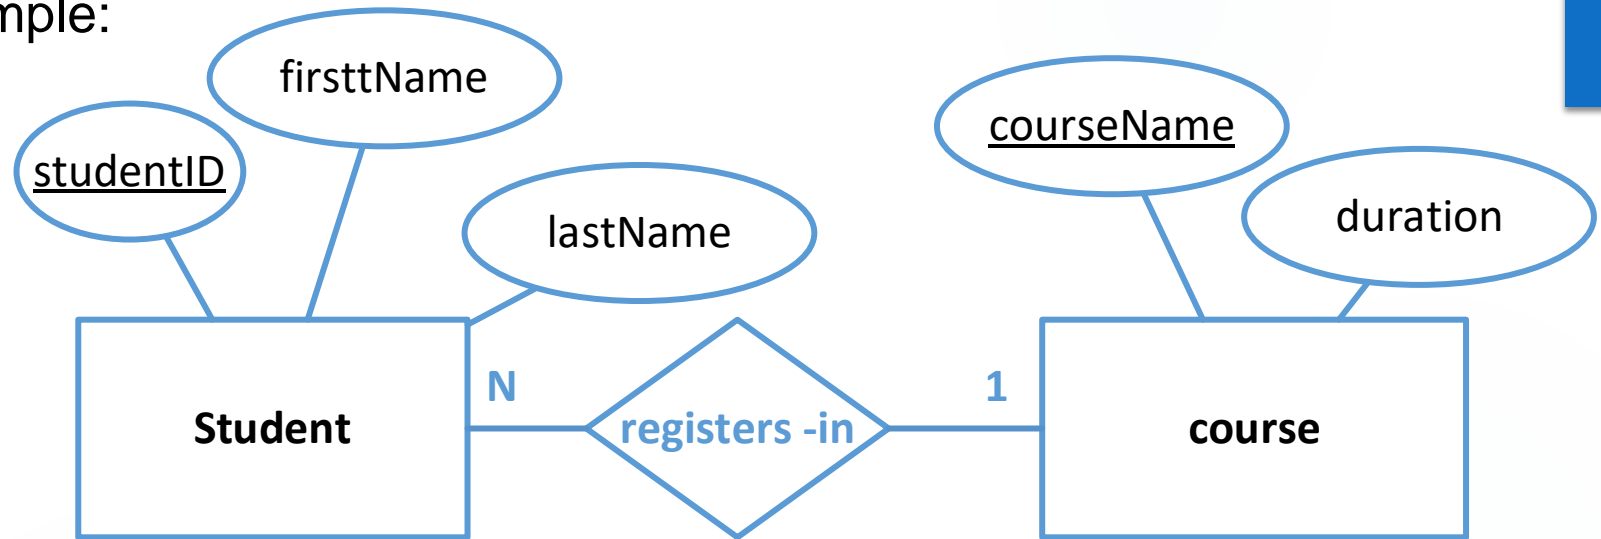 mple:
firsttName
studentID
lastName
courseName
duration
N
1
Student
registers -in
course